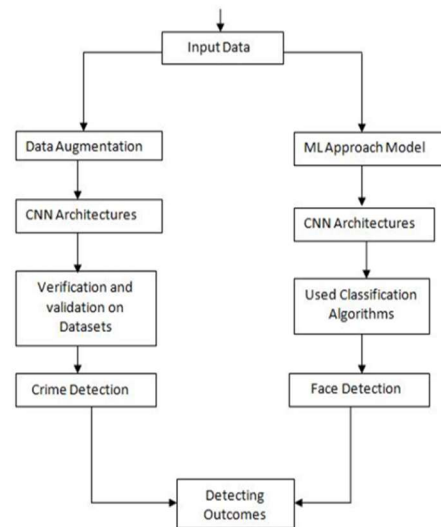 Input Data
Data Augmentation
ML Approach Model
CNN Architectures
CNN Architectures
Verification and
validation on
Datasets
Used Classification
Algorithms
Crime Detection
Face Detection
Detecting
Outcomes